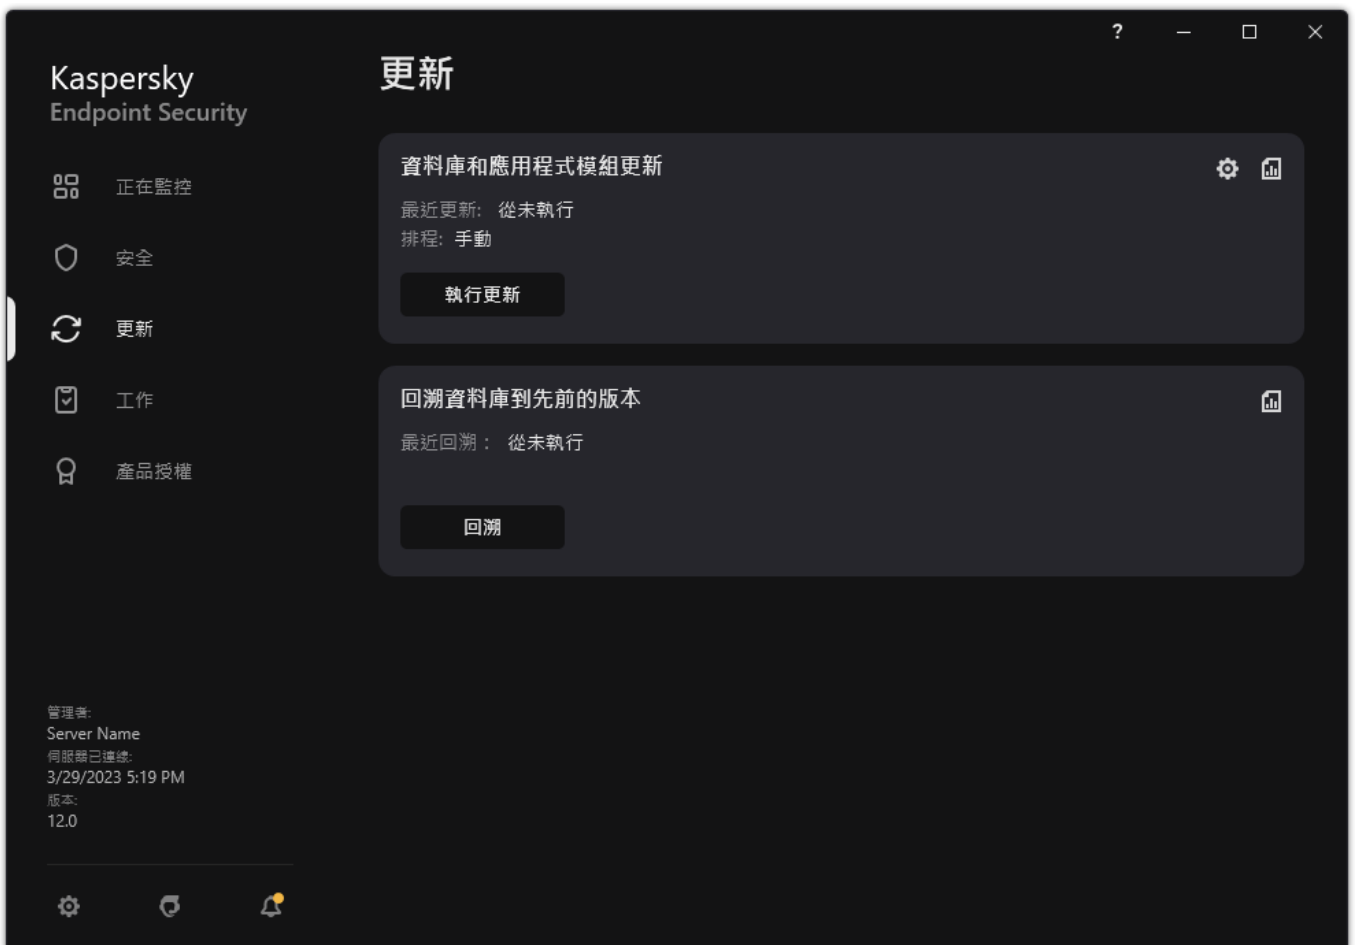 ?
Kaspersky
Endpoint Security
正在監控
安全
更新
工作
產品授權
管理者:
Server Name
伺服器已連線:
3/29/2023 5:19 PM
版本:
12.0
更新
資料庫和應用程式模組更新
最近更新: 從未執行
排程: 手動
執行更新
回溯資料庫到先前的版本
最近回溯： 從未執行
回溯